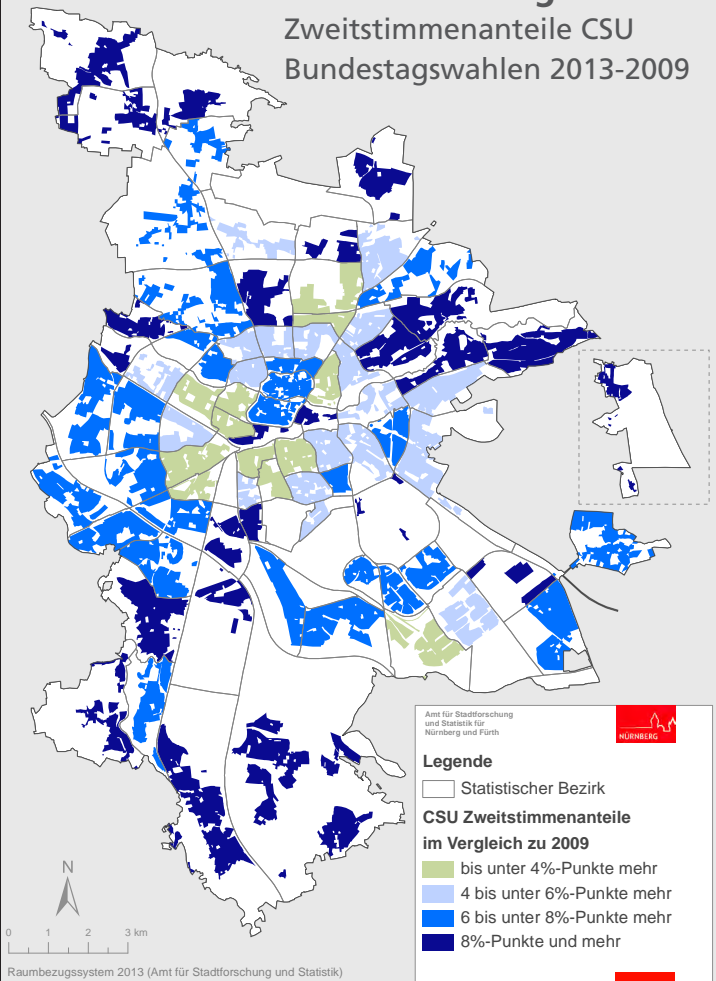 Zweitstimmenanteile CSU
Bundestagswahlen 2013-2009
Amt für Stadtforschung
und Statistik für
Nürnberg und Fürth
NÜRNBERG
Legende
Statistischer Bezirk
CSU Zweitstimmenanteile
im Vergleich zu 2009
bis unter 4%-Punkte mehr
4 bis unter 6%-Punkte mehr
6 bis unter 8%-Punkte mehr
8%-Punkte und mehr
N
0 1 2 3 km
Raumbezugssystem 2013 (Amt für Stadtforschung und Statistik)